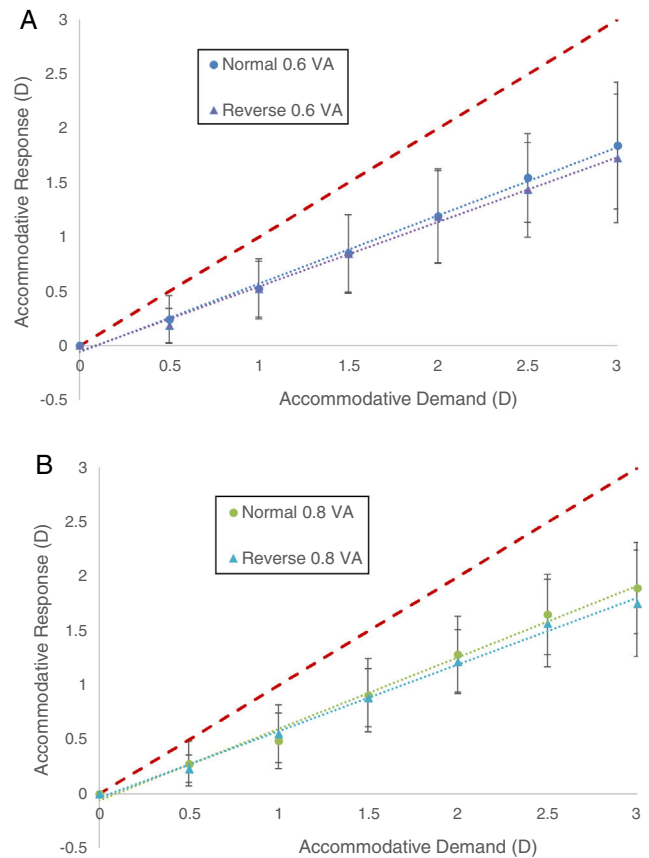 A
3
2.5
2
1.5
1
0.5
0
-0.5
Accommodative Response (D)
Normal 0.6 VA
Reverse 0.6 VA
0 0.5 1 1.5 2 2.5 3
Accommodative Demand (D)
B
3
2.5
2
1.5
1
0.5
0
-0.5
Accommodative Response (D)
Normal 0.8 VA
Reverse 0.8 VA
0 0.5 1 1.5 2 2.5 3
Accommodative Demand (D)